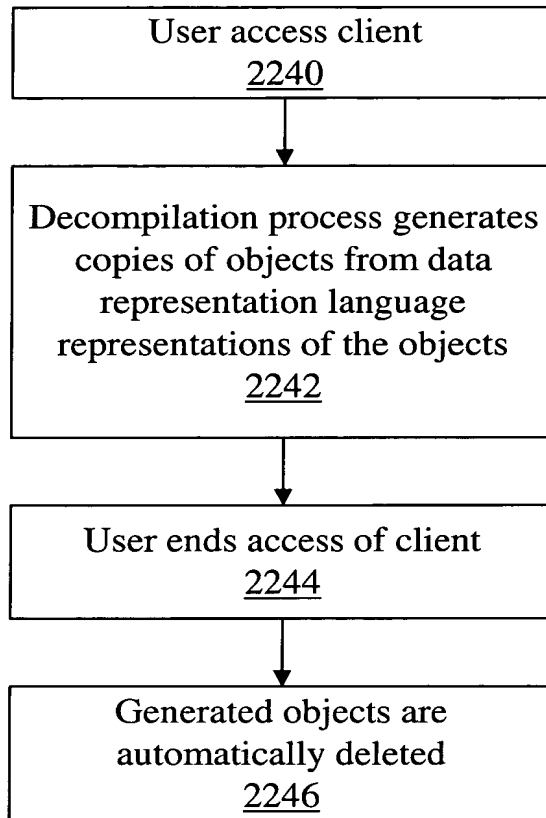 User access client
2240
Decompilation process generates
copies of objects from data
representation language
representations of the objects
2242
User ends access of client
2244
Generated objects are
automatically deleted
2246